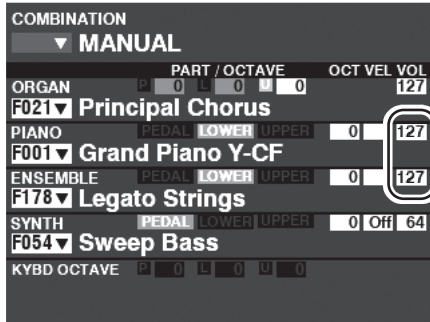 COMBINATION
▼ MANUAL
PART / OCTAVE OCT VEL VOL
ORGAN P 0 L 0 U 0 127
F021▼ Principal Chorus
PIANO PEDAL LOWER UPPER 0 127
F001▼ Grand Piano Y-CF
ENSEMBLE PEDAL LOWER UPPER 0 127
F178▼ Legato Strings
SYNTH PEDAL LOWER UPPER 0 Off 64
F054▼ Sweep Bass
KYBD OCTAVE P 0 L 0 U 0